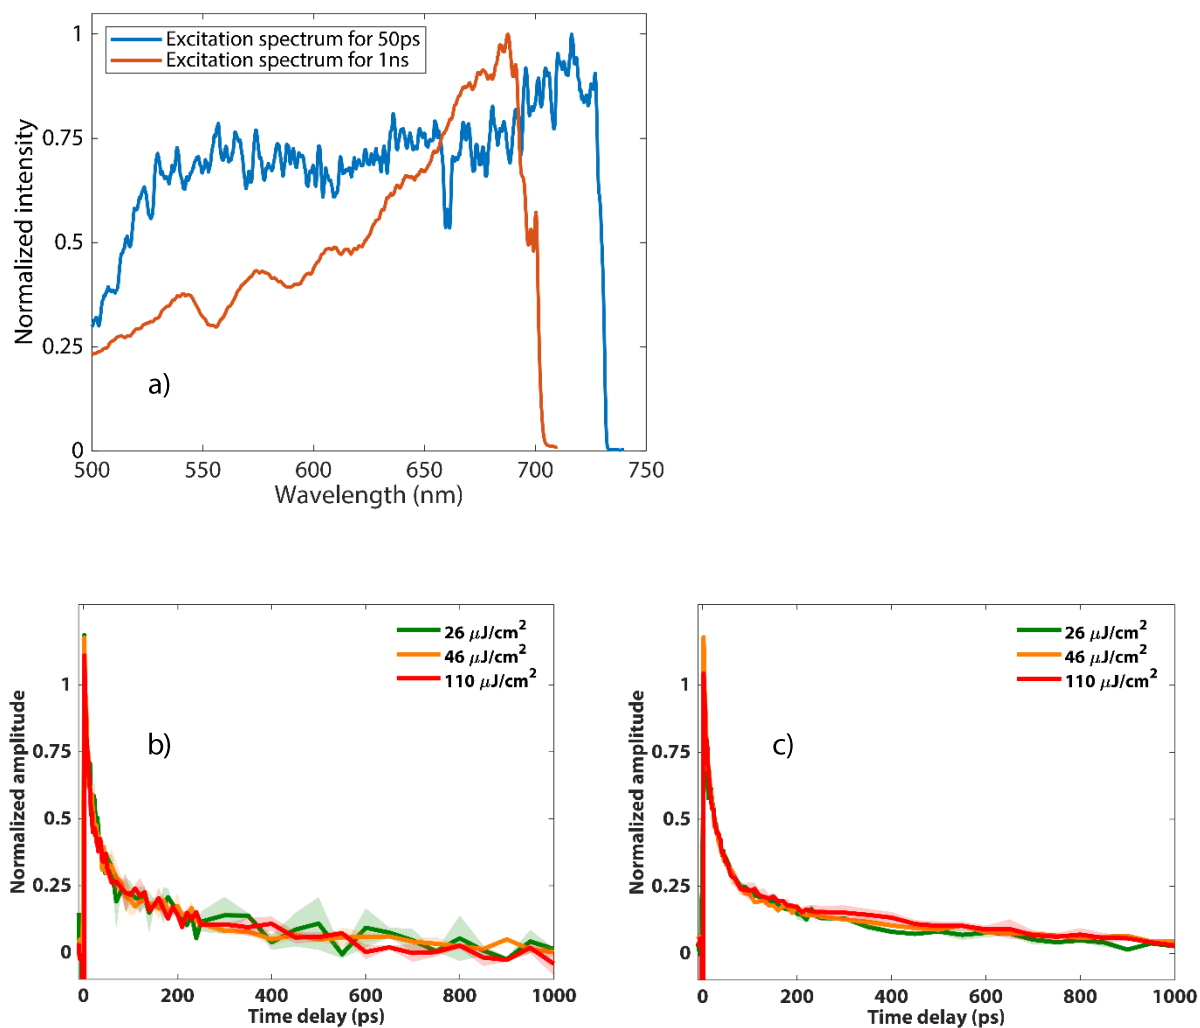 Excitation spectrum for 50ps
Excitation spectrum for 1ns
1
0.75
0.5
0.25
0
Normalized intensity
a)
500 550 600 650 700 750
Wavelength (nm)
26 μJ/cm²
46 μJ/cm²
110 μJ/cm²
1
0.75
0.5
0.25
0
Normalized amplitude
b)
0 200 400 600 800 1000
Time delay (ps)
26 μJ/cm²
46 μJ/cm²
110 μJ/cm²
1
0.75
0.5
0.25
0
Normalized amplitude
c)
0 200 400 600 800 1000
Time delay (ps)